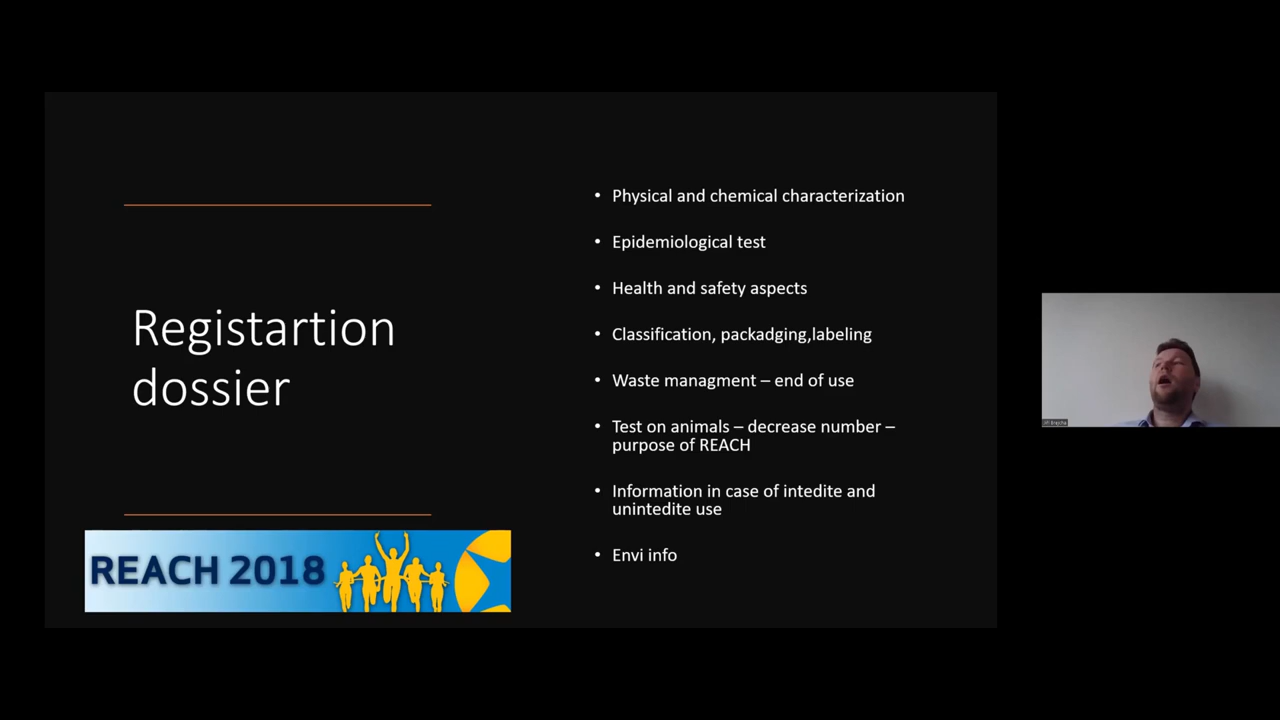 Registartion
dossier
REACH 2018
• Physical and chemical characterization
• Epidemiological test
• Health and safety aspects
• Classification, packadging,labeling
• Waste managment – end of use
• Test on animals – decrease number –
purpose of REACH
• Information in case of intedite and
unintedite use
• Envi info